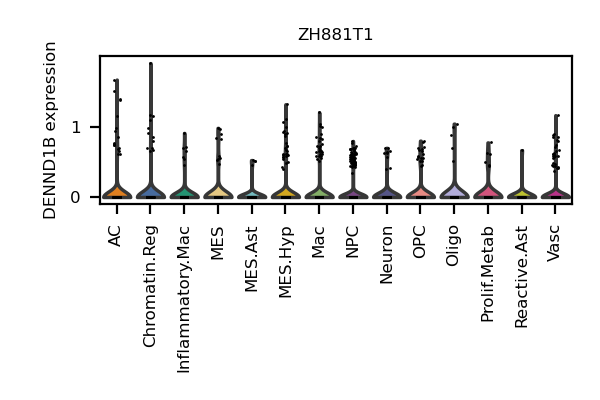 ZH881T1
DENND1B expression
1
0
AC
Chromatin.Reg
Inflammatory.Mac
MES
MES.Ast
MES.Hyp
Mac
NPC
Neuron
OPC
Oligo
Prolif.Metab
Reactive.Ast
Vasc